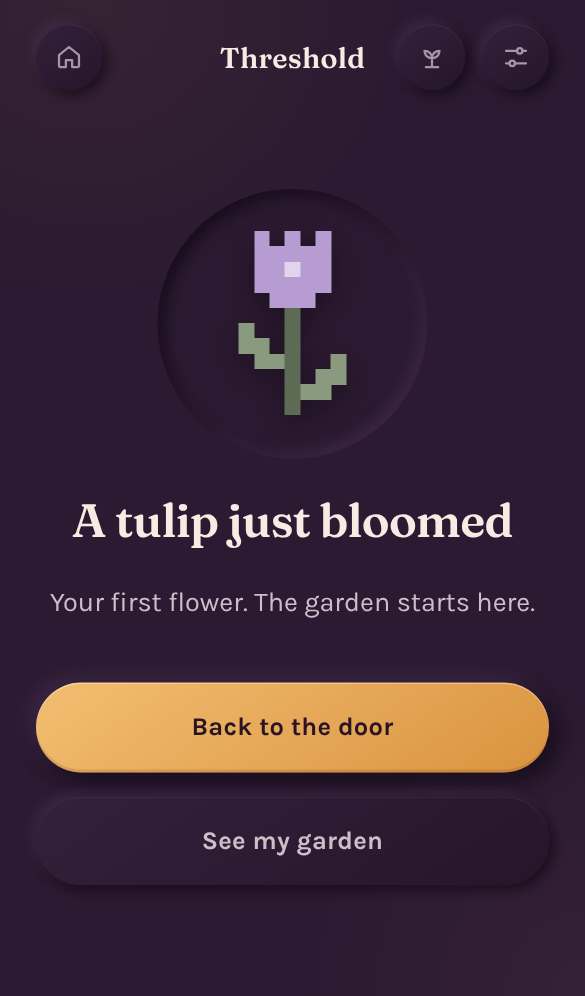 Threshold
A tulip just bloomed
Your first flower. The garden starts here.
Back to the door
See my garden